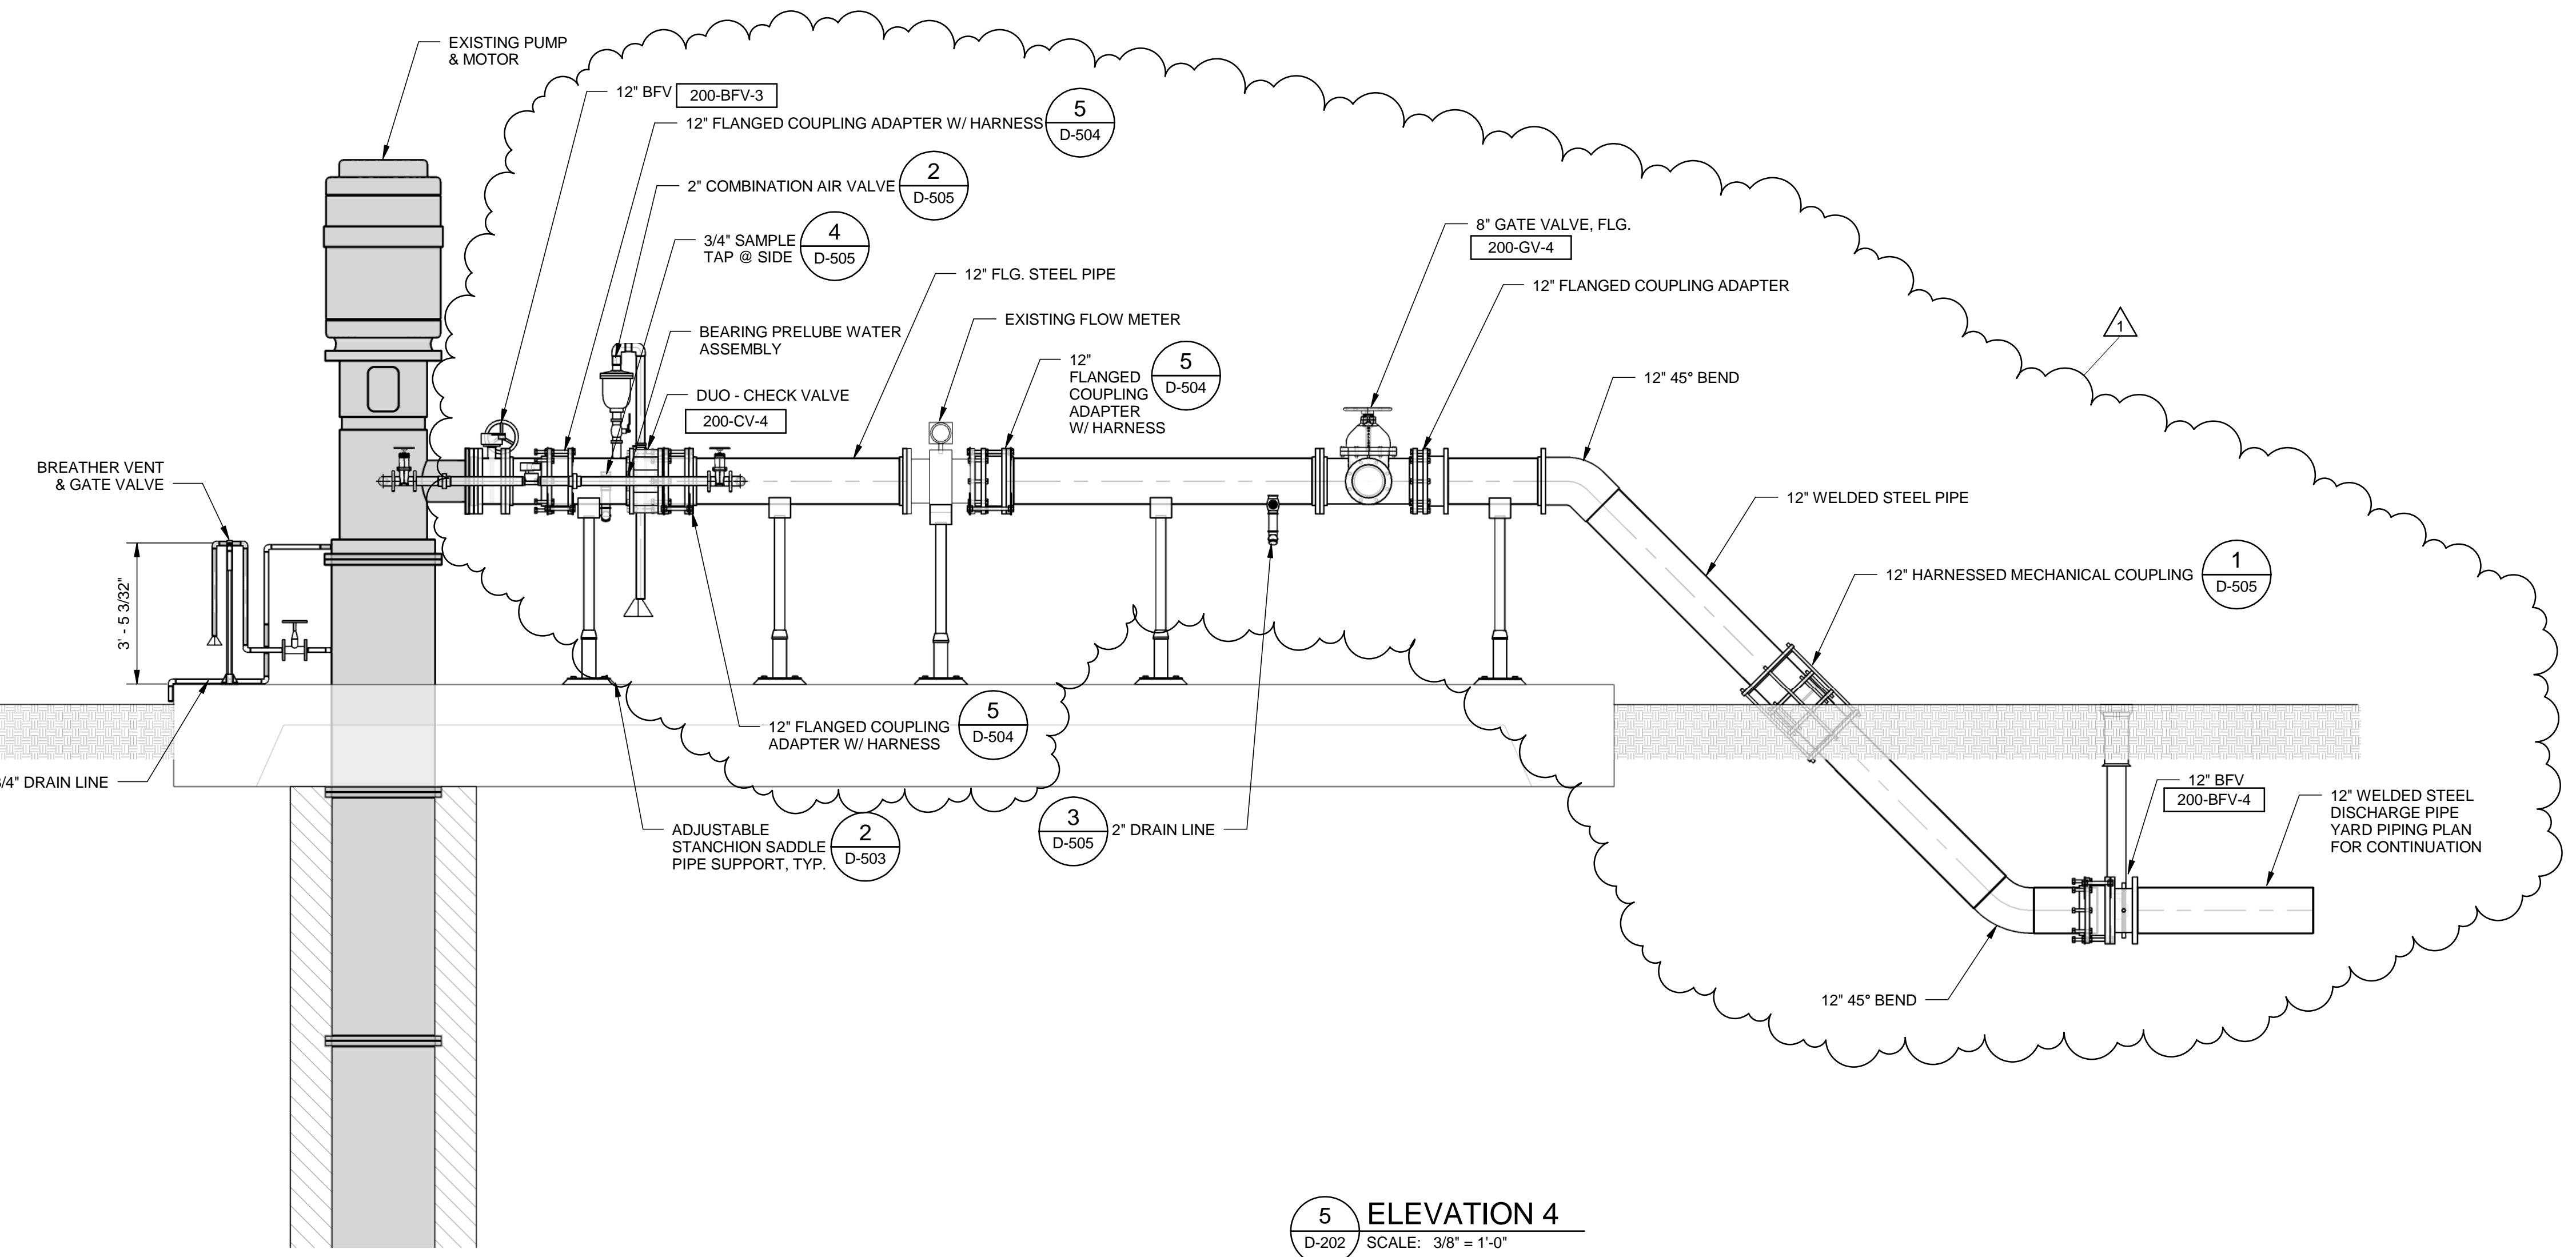 EXISTING PUMP
& MOTOR
12" BFV 200-BFV-3
12" FLANGED COUPLING ADAPTER W/ HARNESS
5
D-504
2" COMBINATION AIR VALVE
2
D-505
3/4" SAMPLE
TAP @ SIDE
4
D-505
12" FLG. STEEL PIPE
8" GATE VALVE, FLG.
200-GV-4
12" FLANGED COUPLING ADAPTER
BEARING PRELUBE WATER
ASSEMBLY
EXISTING FLOW METER
1
12"
FLANGED
COUPLING
ADAPTER
W/ HARNESS
5
D-504
DUO - CHECK VALVE
200-CV-4
12" 45° BEND
BREATHER VENT
& GATE VALVE
12" WELDED STEEL PIPE
3' - 5 3/32"
12" HARNESSED MECHANICAL COUPLING
1
D-505
12" FLANGED COUPLING
ADAPTER W/ HARNESS
5
D-504
/4" DRAIN LINE
12" BFV
200-BFV-4
12" WELDED STEEL
DISCHARGE PIPE
YARD PIPING PLAN
FOR CONTINUATION
ADJUSTABLE
STANCHION SADDLE
PIPE SUPPORT, TYP.
2
D-503
3
D-505
2" DRAIN LINE
12" 45° BEND
5
D-202
ELEVATION 4
SCALE: 3/8" = 1'-0"